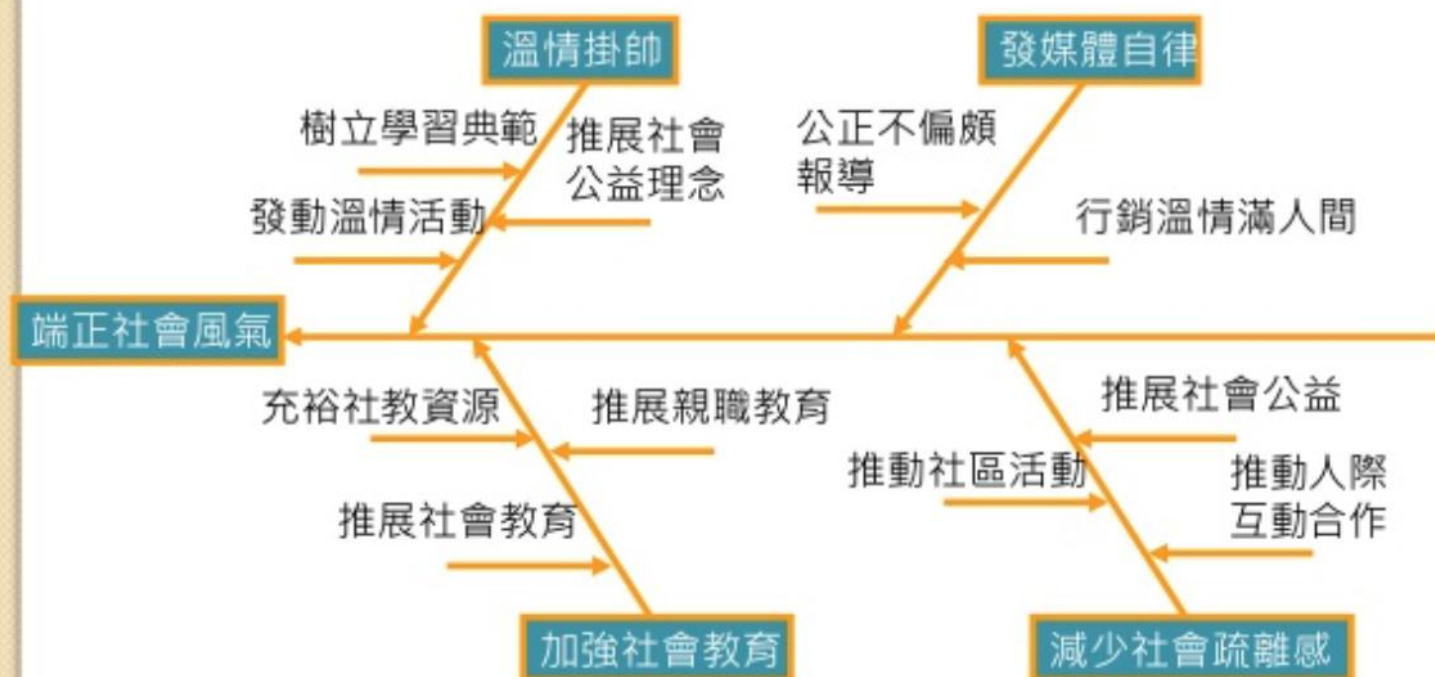 溫情掛帥
發媒體自律
樹立學習典範
推展社會
公益理念
公正不偏頗
報導
發動溫情活動
行銷溫情滿人間
端正社會風氣
充裕社教資源
推展親職教育
推展社會公益
推動社區活動
推動人際
互動合作
推展社會教育
加強社會教育
減少社會疏離感